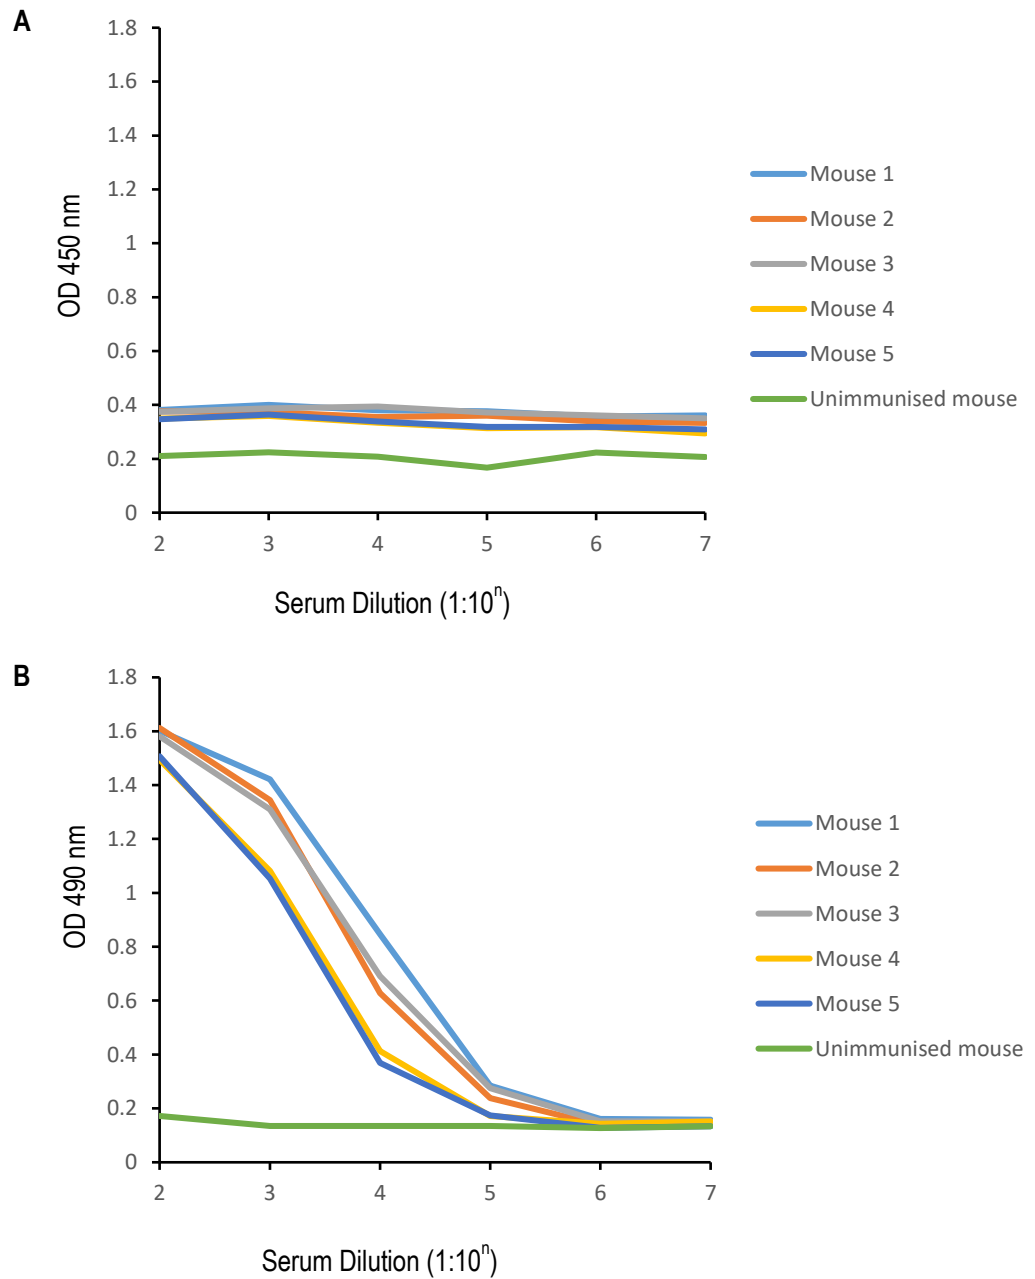 A
1.8
1.6
1.4
1.2
1
0.8
0.6
0.4
0.2
0
OD 450 nm
2 3 4 5 6 7
Serum Dilution (1:10ⁿ)
Mouse 1
Mouse 2
Mouse 3
Mouse 4
Mouse 5
Unimmunised mouse
B
1.8
1.6
1.4
1.2
1
0.8
0.6
0.4
0.2
0
OD 490 nm
2 3 4 5 6 7
Serum Dilution (1:10ⁿ)
Mouse 1
Mouse 2
Mouse 3
Mouse 4
Mouse 5
Unimmunised mouse